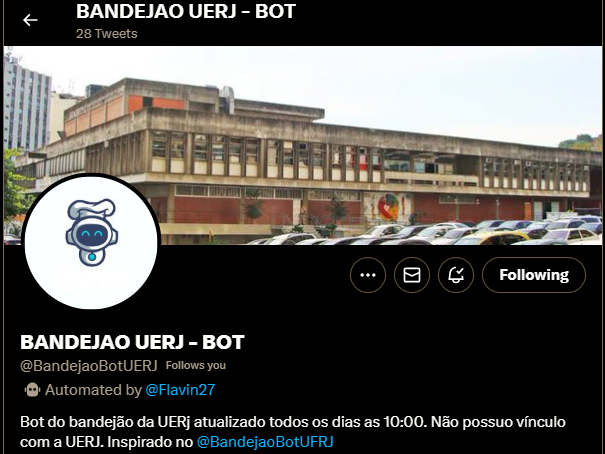 BANDEJAO UERJ - BOT
28 Tweets
Following
BANDEJAO UERJ - BOT
@BandejaoBotUERJ Follows you
Automated by @Flavin27
Bot do bandejão da UERj atualizado todos os dias as 10:00. Não possuo vínculo
com a UERJ. Inspirado no @BandejaoBotUFRJ